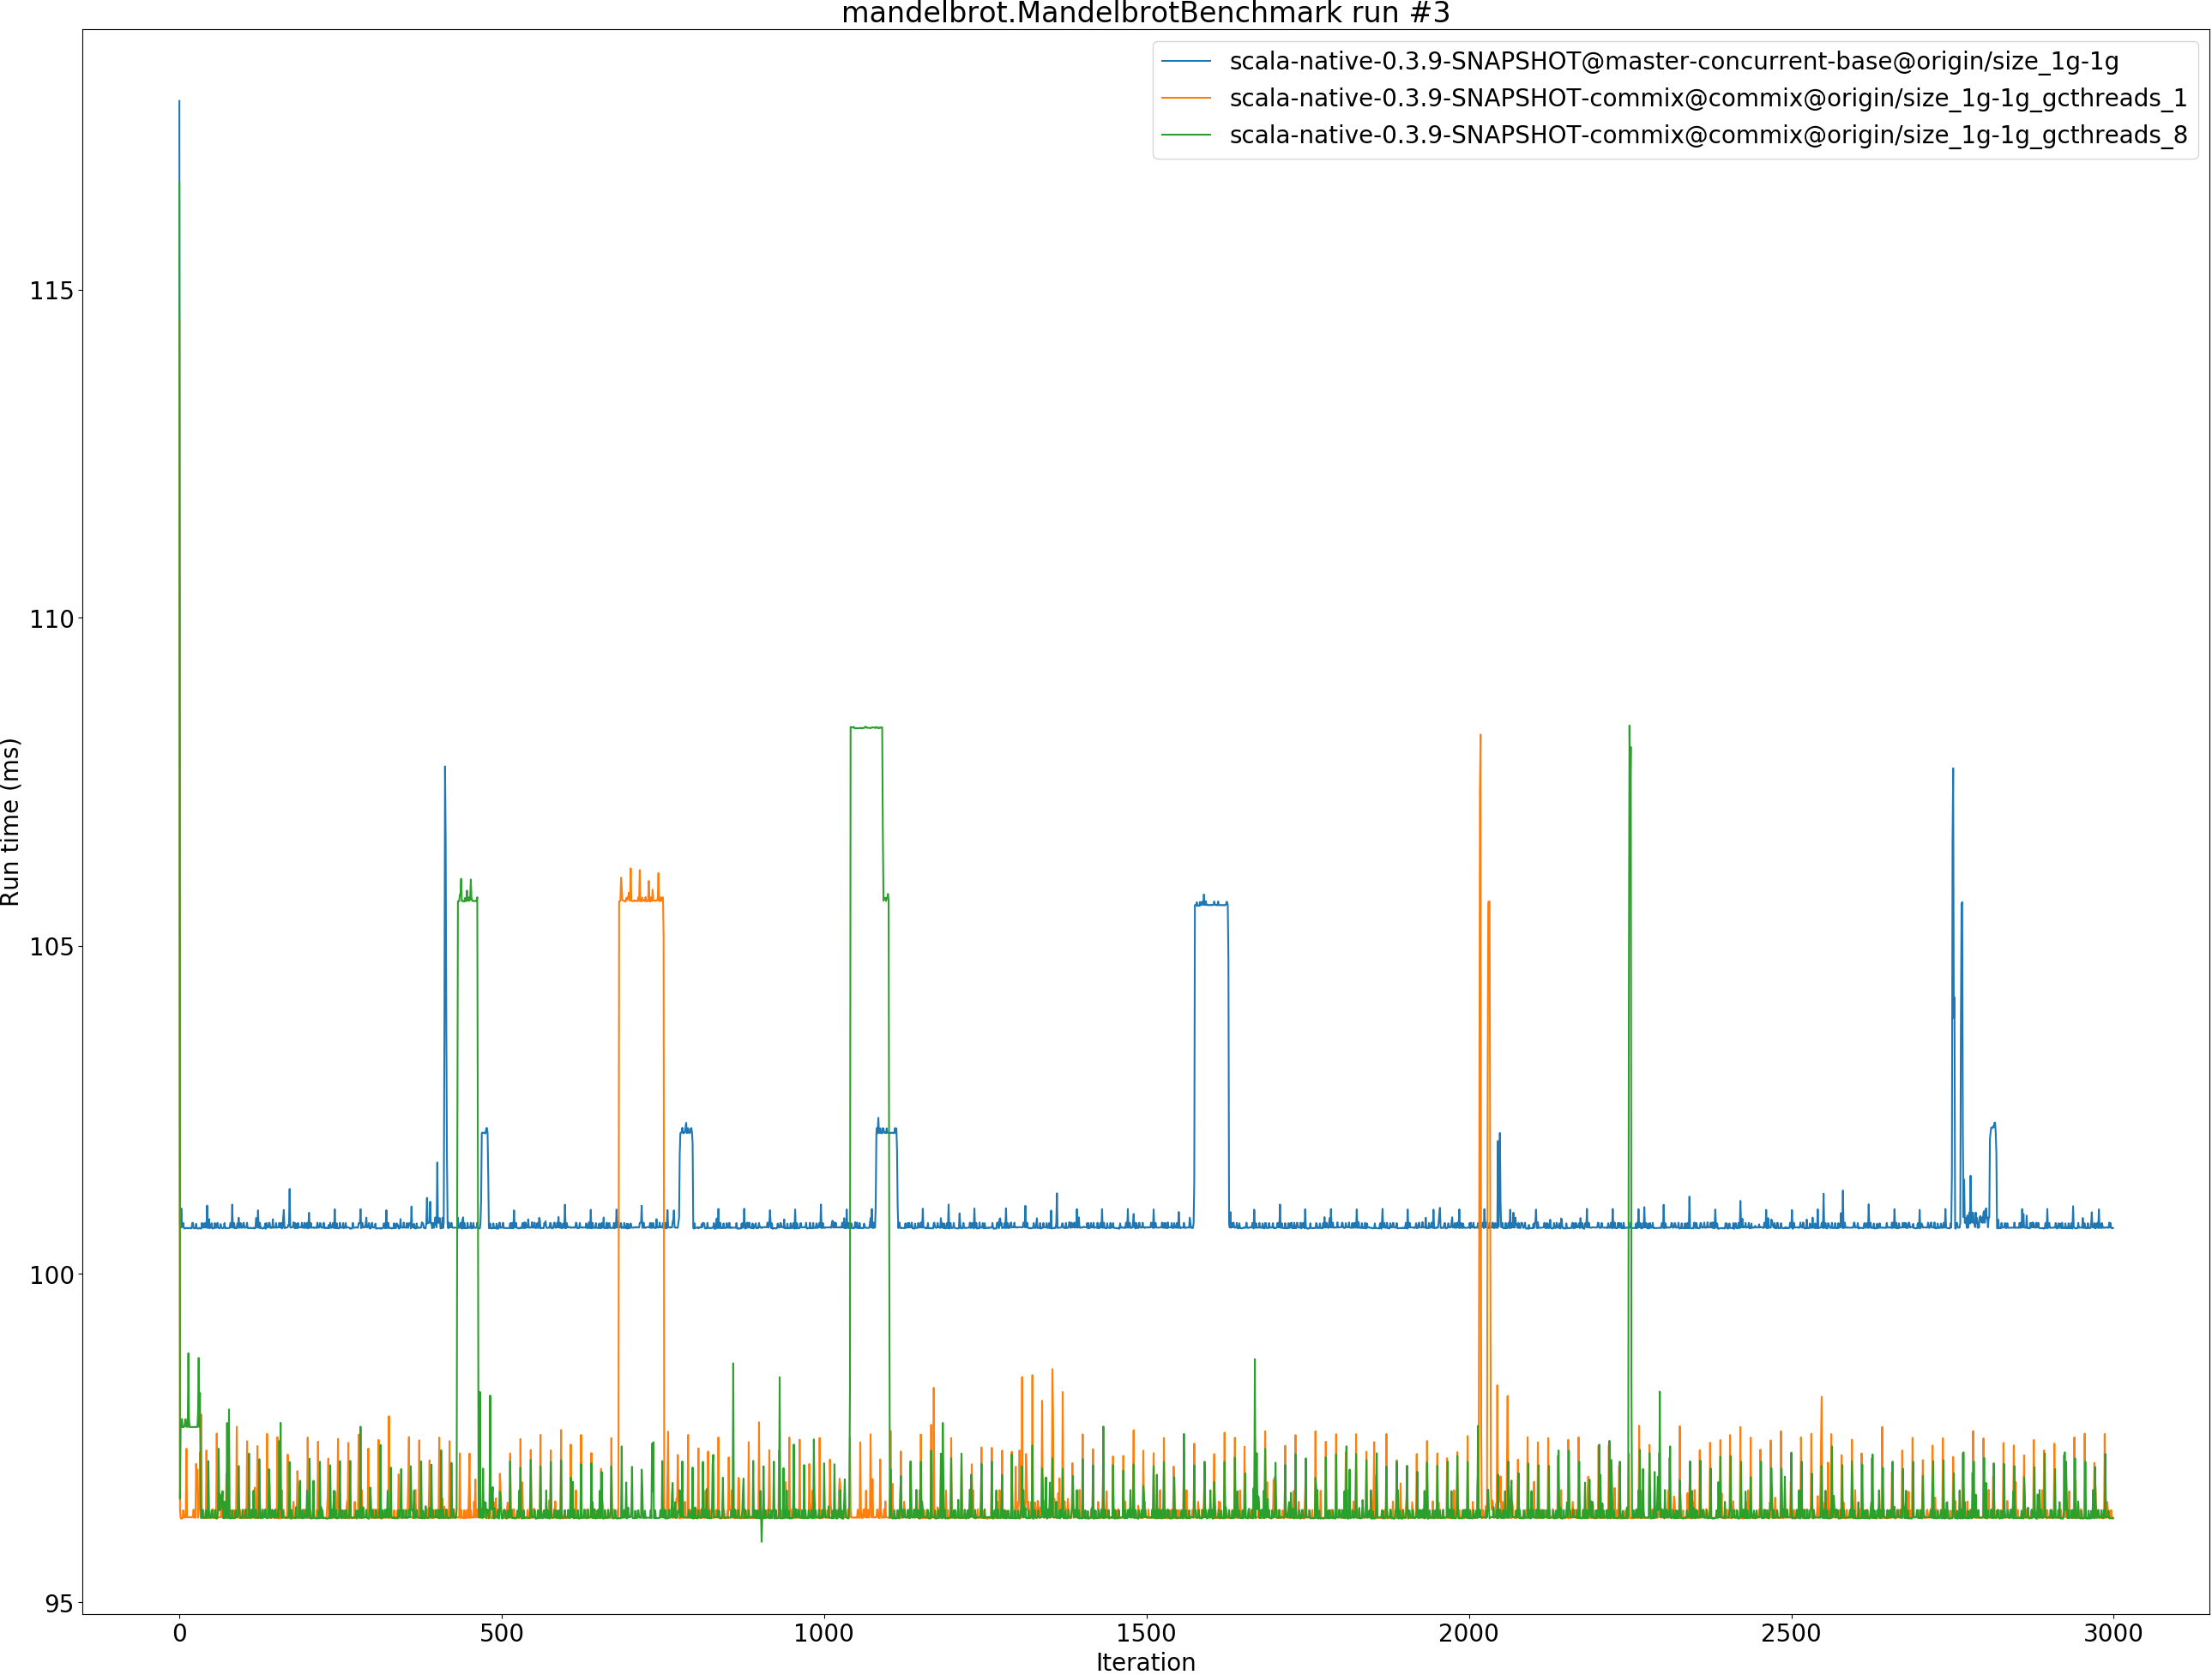 mandelbrot.MandelbrotBenchmark run #3
scala-native-0.3.9-SNAPSHOT@master-concurrent-base@origin/size_1g-1g
scala-native-0.3.9-SNAPSHOT-commix@commix@origin/size_1g-1g_gcthreads_1
scala-native-0.3.9-SNAPSHOT-commix@commix@origin/size_1g-1g_gcthreads_8
115
110
105
100
95
Run time (ms)
0 500 1000 1500 2000 2500 3000
Iteration